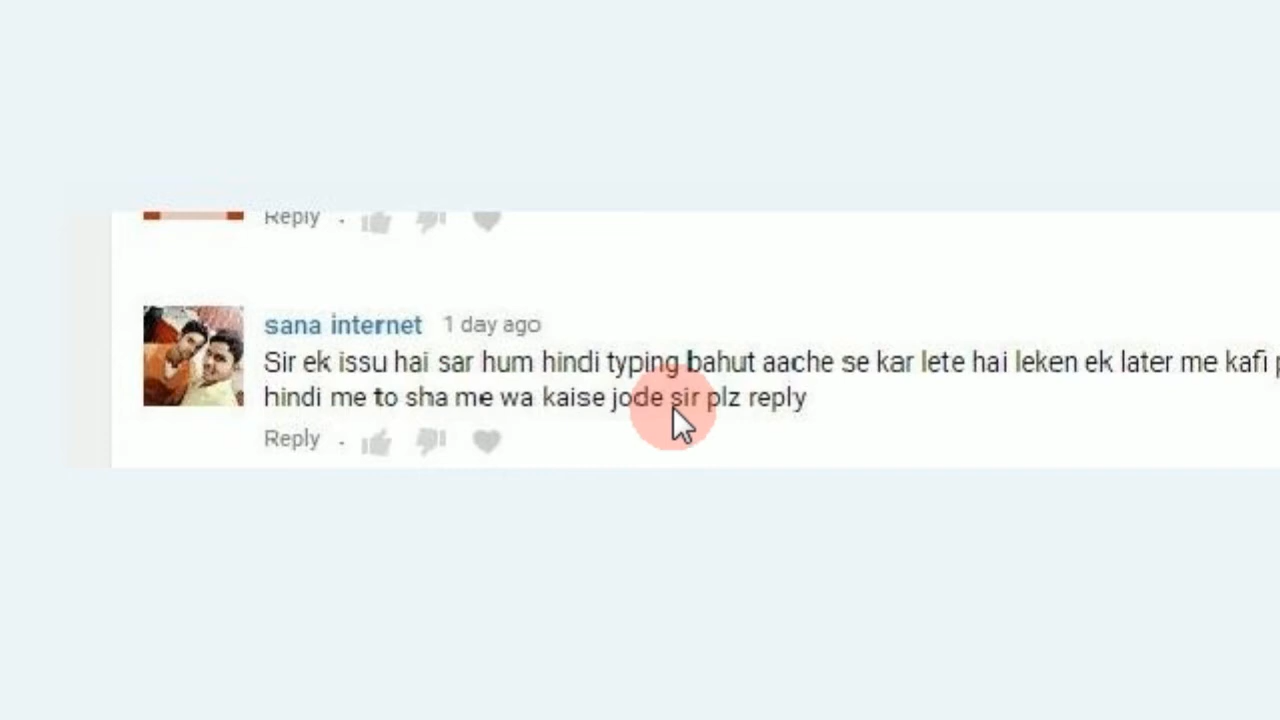 Reply .
sana internet 1 day ago
Sir ek issu hai sar hum hindi typing bahut aache se kar lete hai leken ek later me kafi
hindi me to sha me wa kaise jode sir plz reply
Reply .